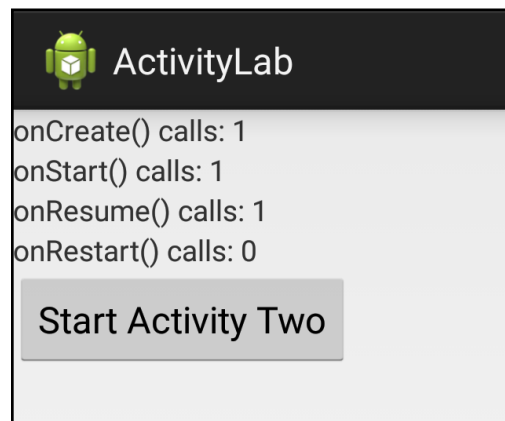 ActivityLab
onCreate() calls: 1
onStart() calls: 1
onResume() calls: 1
onRestart() calls: 0
Start Activity Two